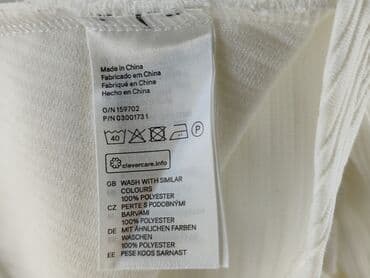 Made in China
Fabricado em China
Fabriqué en China
Hecho en China
O/N 159702
P/N 03001731
40 P
clevercare.info
GB WASH WITH SIMILAR
COLOURS
100% POLYESTER
CZ PERTE S PODOBNÝMI
BARVAMI
100% POLYESTER
DE MIT ÄHNLICHEN FARBEN
WASCHEN
100% POLYESTER
EE PESE KOOS SARNAST